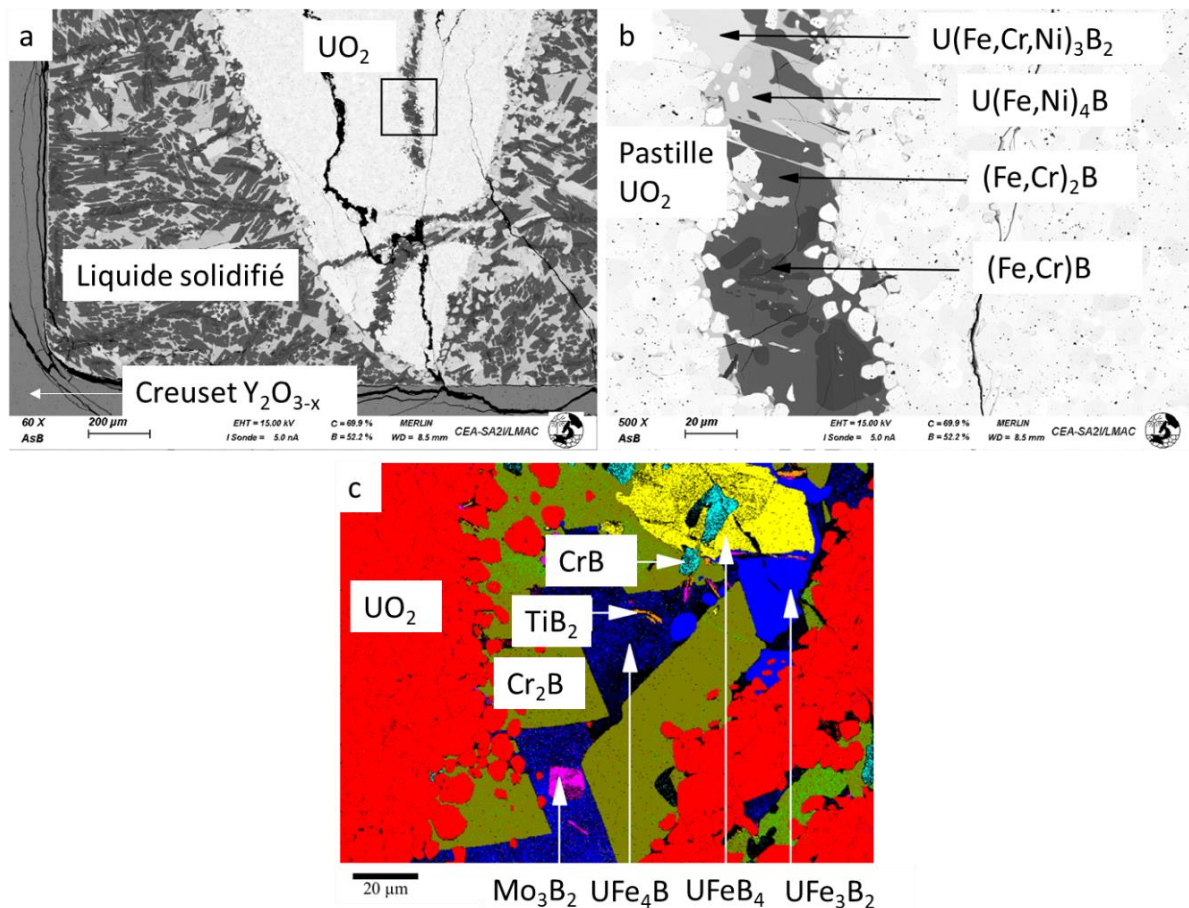 a
UO₂
Liquide solidifié
Creuset Y₂O₃₋ₓ
60 X
200 µm
EHT = 15.00 kV
C = 69.9 %
MERLIN
AsB
I Sonde = 5.0 nA
B = 52.2 %
WD = 8.5 mm
CEA-SA2I/LMAC
b
U(Fe,Cr,Ni)₃B₂
U(Fe,Ni)₄B
Pastille
UO₂
(Fe,Cr)₂B
(Fe,Cr)B
500 X
20 µm
EHT = 15.00 kV
C = 69.9 %
MERLIN
AsB
I Sonde = 5.0 nA
B = 52.2 %
WD = 8.5 mm
CEA-SA2I/LMAC
c
CrB
UO₂
TiB₂
Cr₂B
20 µm
Mo₃B₂ UFe₄B UFeB₄ UFe₃B₂